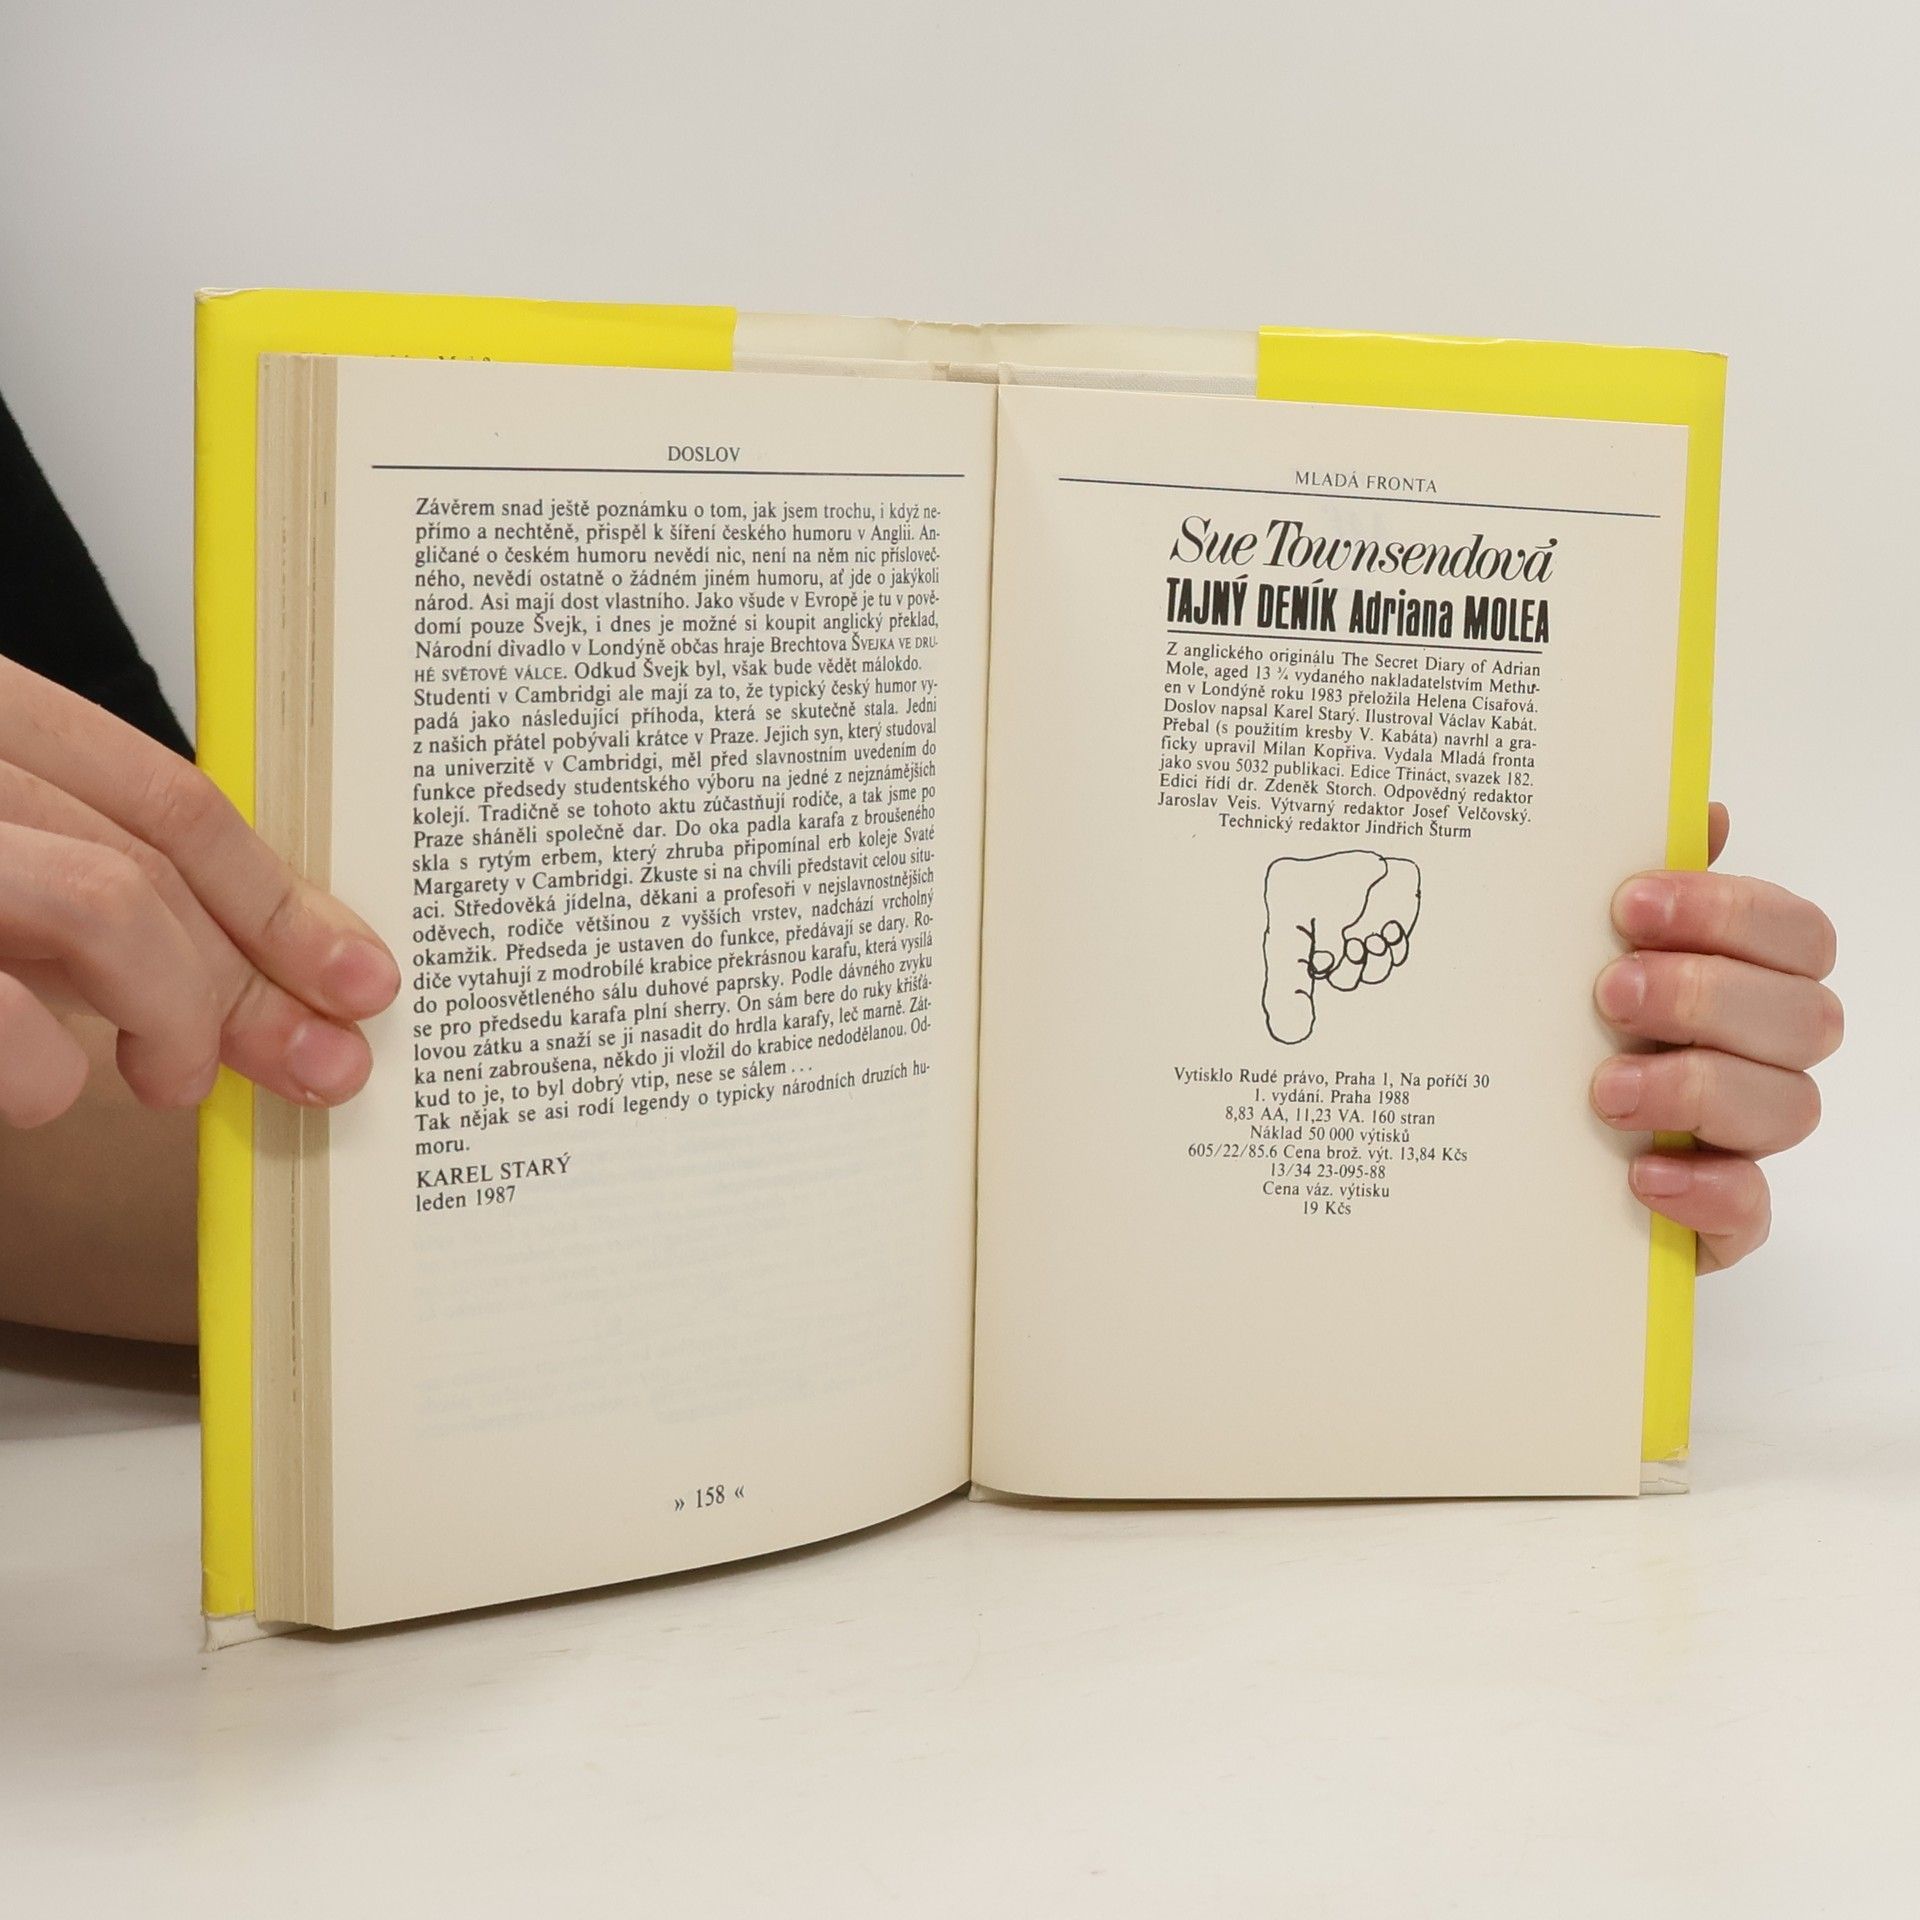 DOSLOV
Závěrem snad ještě poznámku o tom, jak jsem trochu, i když ne-
přímo a nechtěně, přispěl k šíření českého humoru v Anglii. An-
gličané o českém humoru nevědí nic, není na něm nic přísloveč-
ného, nevědí ostatně o žádném jiném humoru, ať jde o jakýkoli
národ. Asi mají dost vlastního. Jako všude v Evropě je tu v pově-
domí pouze Švejk, i dnes je možné si koupit anglický překlad,
Národní divadlo v Londýně občas hraje Brechtova ŠVEJKA VE DRU-
HÉ SVĚTOVÉ VÁLCE. Odkud Švejk byl, však bude vědět málokdo.
Studenti v Cambridgi ale mají za to, že typický český humor vy-
padá jako následující příhoda, která se skutečně stala. Jedni
z našich přátel pobývali krátce v Praze. Jejich syn, který studoval
na univerzitě v Cambridgi, měl před slavnostním uvedením do
funkce předsedy studentského výboru na jedné z nejznámějších
kolejí. Tradičně se tohoto aktu zúčastňují rodiče, a tak jsme po
Praze sháněli společně dar. Do oka padla karafa z broušeného
skla s rytým erbem, který zhruba připomínal erb koleje Svaté
Margarety v Cambridgi. Zkuste si na chvíli představit celou situ-
aci. Středověká jídelna, děkani a profesoři v nejslavnostnějších
oděvech, rodiče většinou z vyšších vrstev, nadchází vrcholný
okamžik. Předseda je ustaven do funkce, předávají se dary. Ro-
diče vytahují z modrobílé krabice překrásnou karafu, která vysílá
do poloosvětleného sálu duhové paprsky. Podle dávného zvyku
se pro předsedu karafa plní sherry. On sám bere do ruky křišťá-
lovou zátku a snaží se ji nasadit do hrdla karafy, leč marně. Zát-
ka není zabroušena, někdo ji vložil do krabice nedodělanou. Od-
kud to je, to byl dobrý vtip, nese se sálem ...
Tak nějak se asi rodí legendy o typicky národních druzích hu-
moru.
KAREL STARÝ
leden 1987
» 158 «
MLADÁ FRONTA
Sue Townsendová
TAJNÝ DENÍK Adriana MOLEA
Z anglického originálu The Secret Diary of Adrian
Mole, aged 13 ¾ vydaného nakladatelstvím Methu-
en v Londýně roku 1983 přeložila Helena Císařová.
Doslov napsal Karel Starý. Ilustroval Václav Kabát.
Přebal (s použitím kresby V. Kabáta) navrhl a gra-
ficky upravil Milan Kopřiva. Vydala Mladá fronta
jako svou 5032 publikaci. Edice Třináct, svazek 182.
Edici řídí dr. Zdeněk Storch. Odpovědný redaktor
Jaroslav Veis. Výtvarný redaktor Josef Velčovský.
Technický redaktor Jindřich Šturm
Vytisklo Rudé právo, Praha 1, Na poříčí 30
1. vydání. Praha 1988
8,83 AA, 11,23 VA. 160 stran
Náklad 50 000 výtisků
605/22/85.6 Cena brož. výt. 13,84 Kčs
13/34 23-095-88
Cena váz. výtisku
19 Kčs